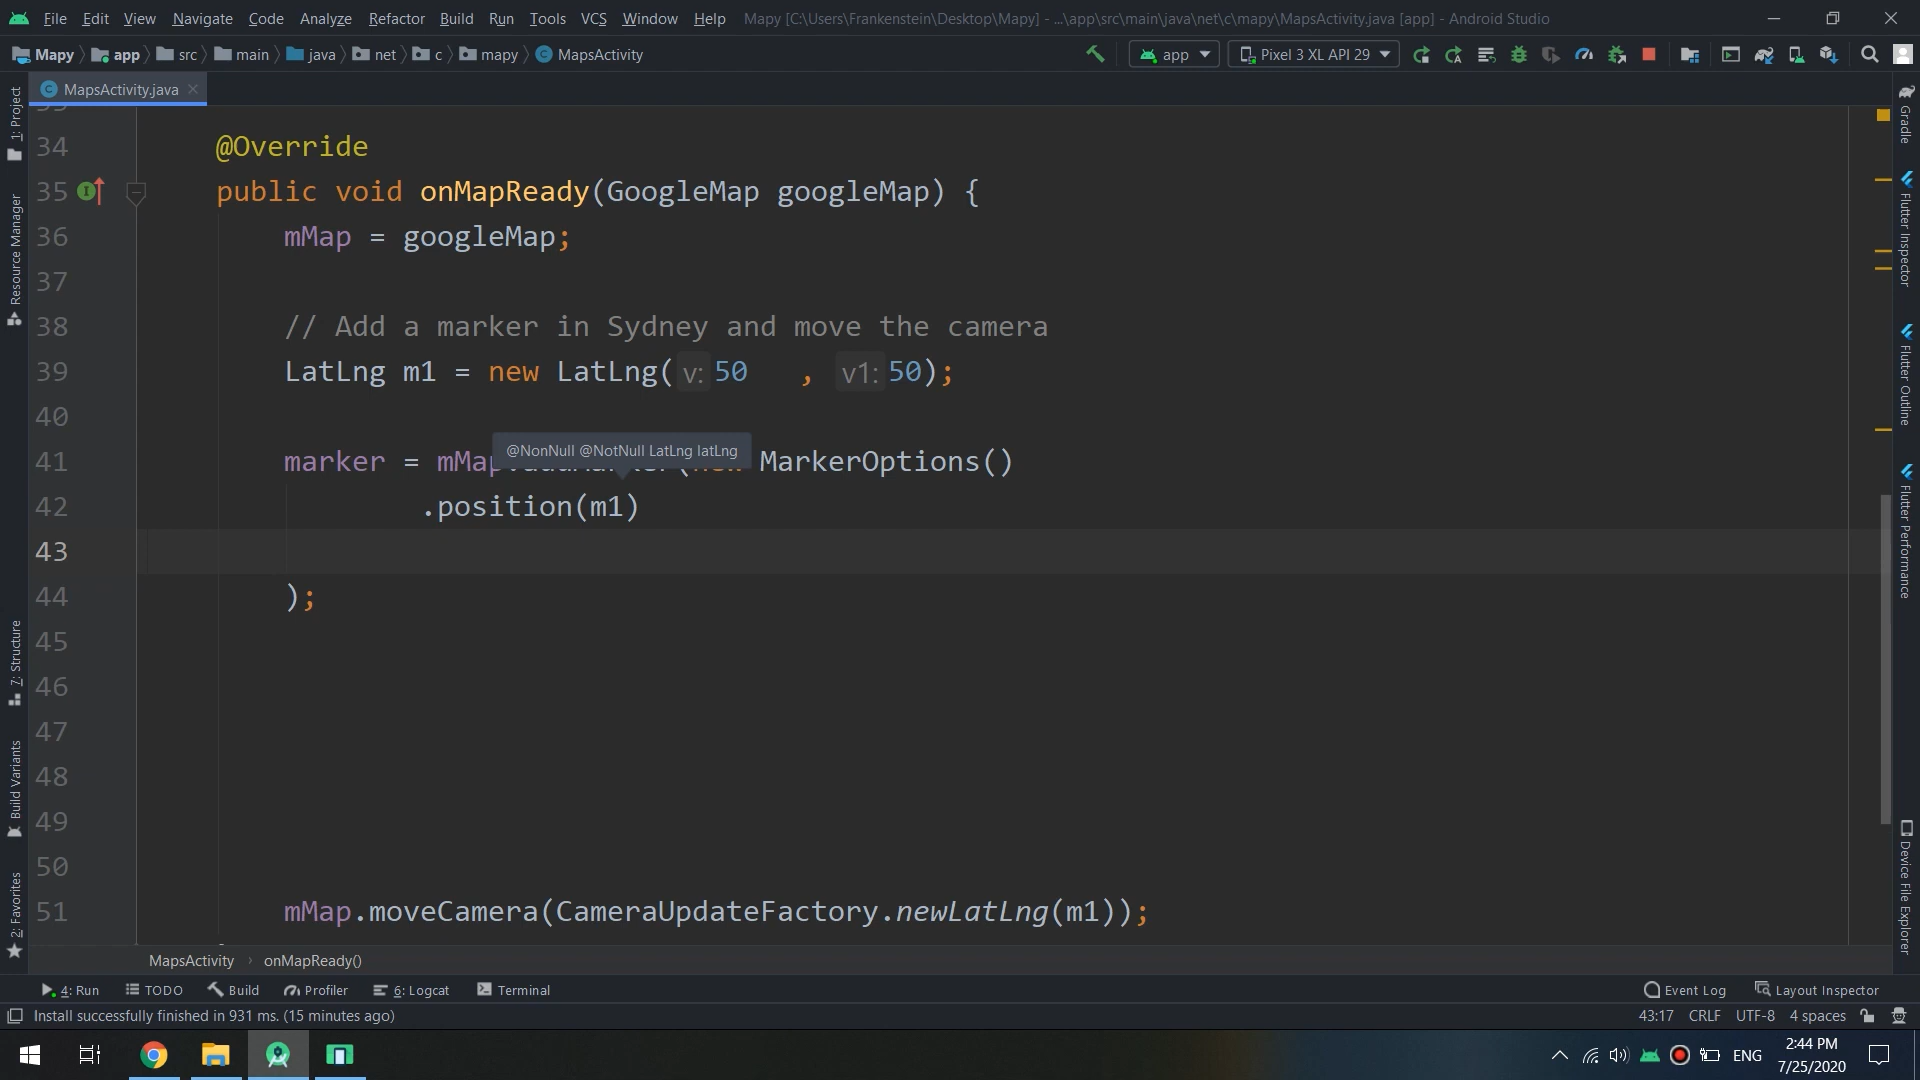 File Edit View Navigate Code Analyze Refactor Build Run Tools VCS Window Help Mapy [C:\Users\Frankenstein\Desktop\Mapy] - ...\app\src\main\java\net\c\mapy\MapsActivity.java [app] - Android Studio
Mapy app src main java net c mapy MapsActivity app Pixel 3 XL API 29
MapsActivity.java
34 @Override
35 public void onMapReady(GoogleMap googleMap) {
36 mMap = googleMap;
37
38 // Add a marker in Sydney and move the camera
39 LatLng m1 = new LatLng( v: 50 , v1: 50);
40
@NonNull @NotNull LatLng latLng
41 marker = mMap.addMarker(new MarkerOptions()
42 .position(m1)
43
44 );
45
46
47
48
49
50
51 mMap.moveCamera(CameraUpdateFactory.newLatLng(m1));
MapsActivity › onMapReady()
4: Run TODO Build Profiler 6: Logcat Terminal Event Log Layout Inspector
Install successfully finished in 931 ms. (15 minutes ago) 43:17 CRLF UTF-8 4 spaces
ENG 2:44 PM
7/25/2020
1: Project
Resource Manager
7: Structure
Build Variants
2: Favorites
Gradle
Flutter Inspector
Flutter Outline
Flutter Performance
Device File Explorer